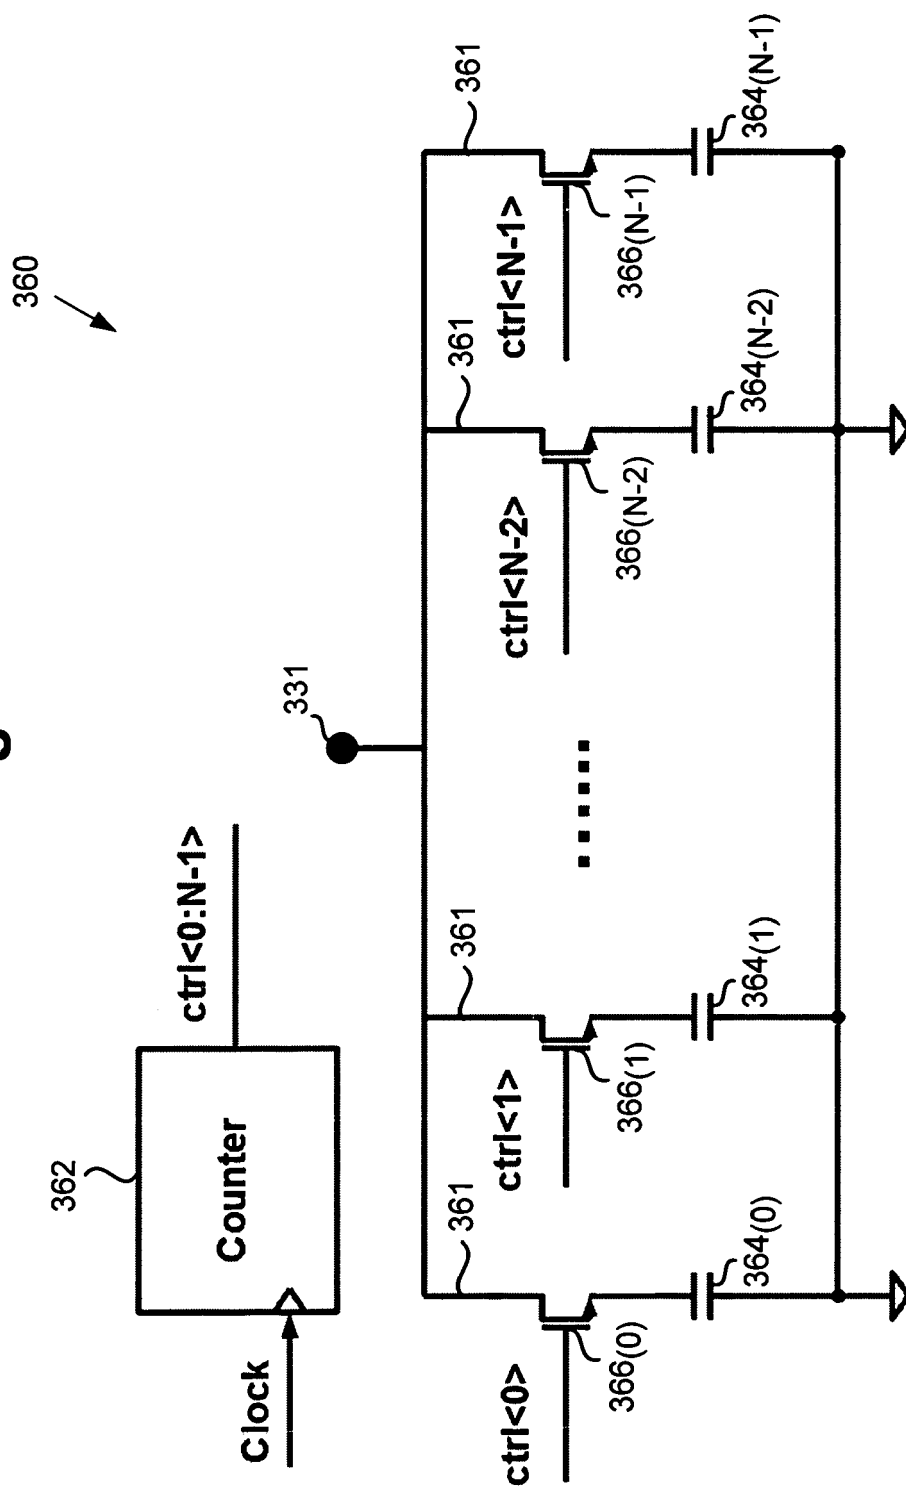 360
362
Counter
Clock
ctrl<0:N-1>
331
361
361
361
361
ctrl<0>
ctrl<1>
ctrl<N-2>
ctrl<N-1>
366(0)
366(1)
366(N-2)
366(N-1)
364(0)
364(1)
364(N-2)
364(N-1)